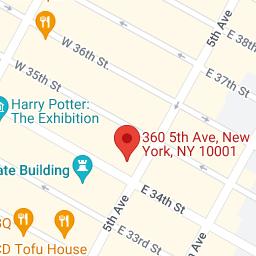 W 36th St.
5th Ave
E 38th
W 35th St.
E 37th St
Harry Potter:
The Exhibition
360 5th Ave, New
York, NY 10001
ate Building
E 34th St
5th Ave
Q
CD Tofu House
E 33rd St